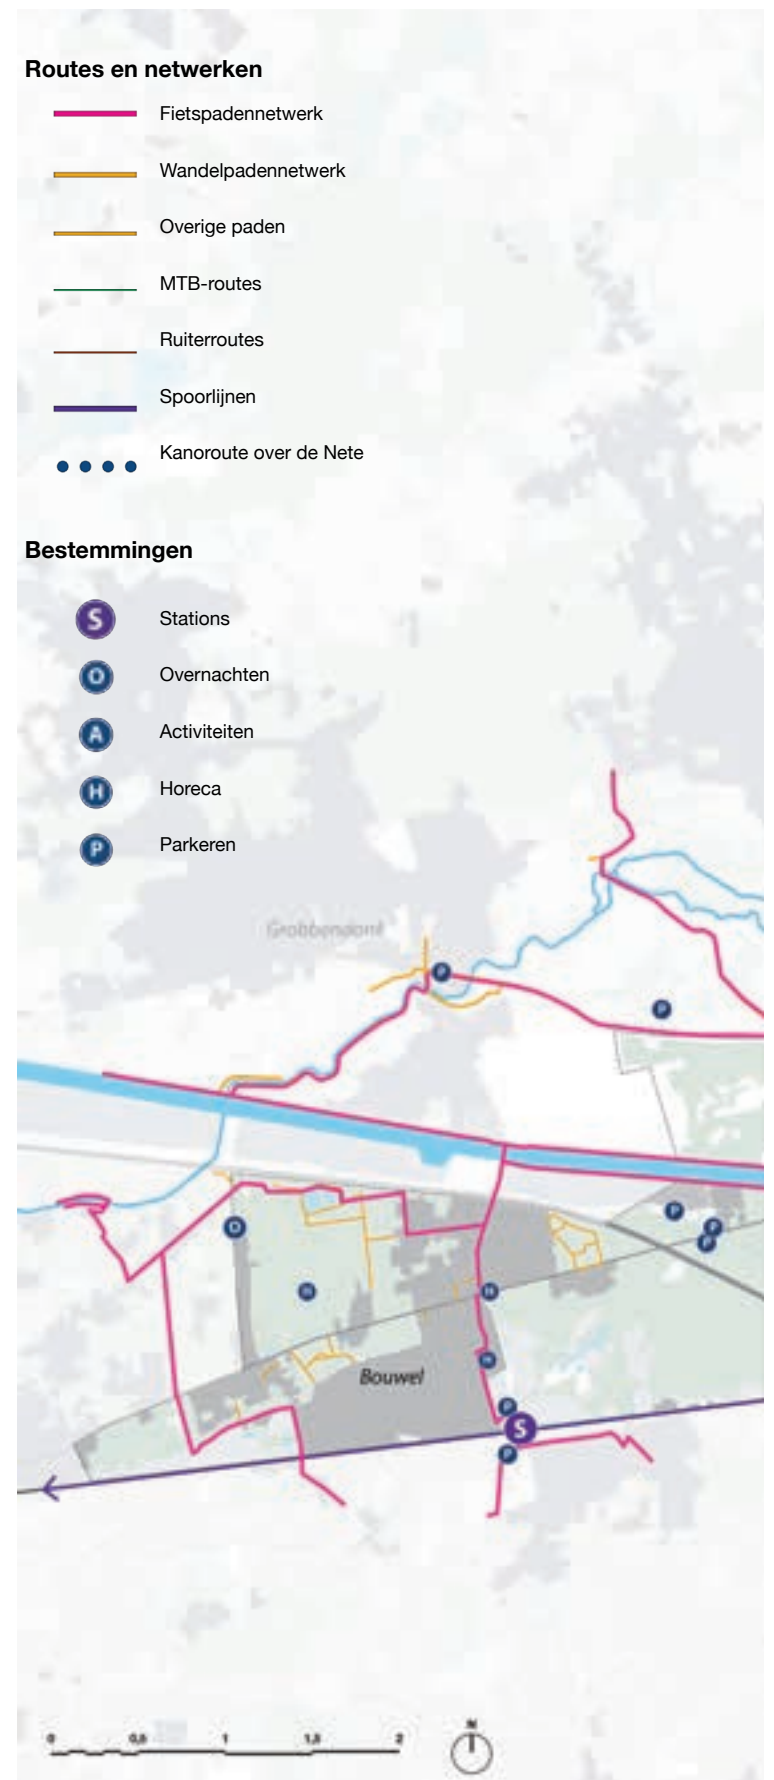 Routes en netwerken
Fietspadennetwerk
Wandelpadennetwerk
Overige paden
MTB-routes
Ruiterroutes
Spoorlijnen
Kanoroute over de Nete
Bestemmingen
S Stations
O Overnachten
A Activiteiten
H Horeca
P Parkeren
Grobbendonk
P
P
P
O
P
P
H
H
H
Bouwel
P
S
P
N
0 0,5 1 1,5 2